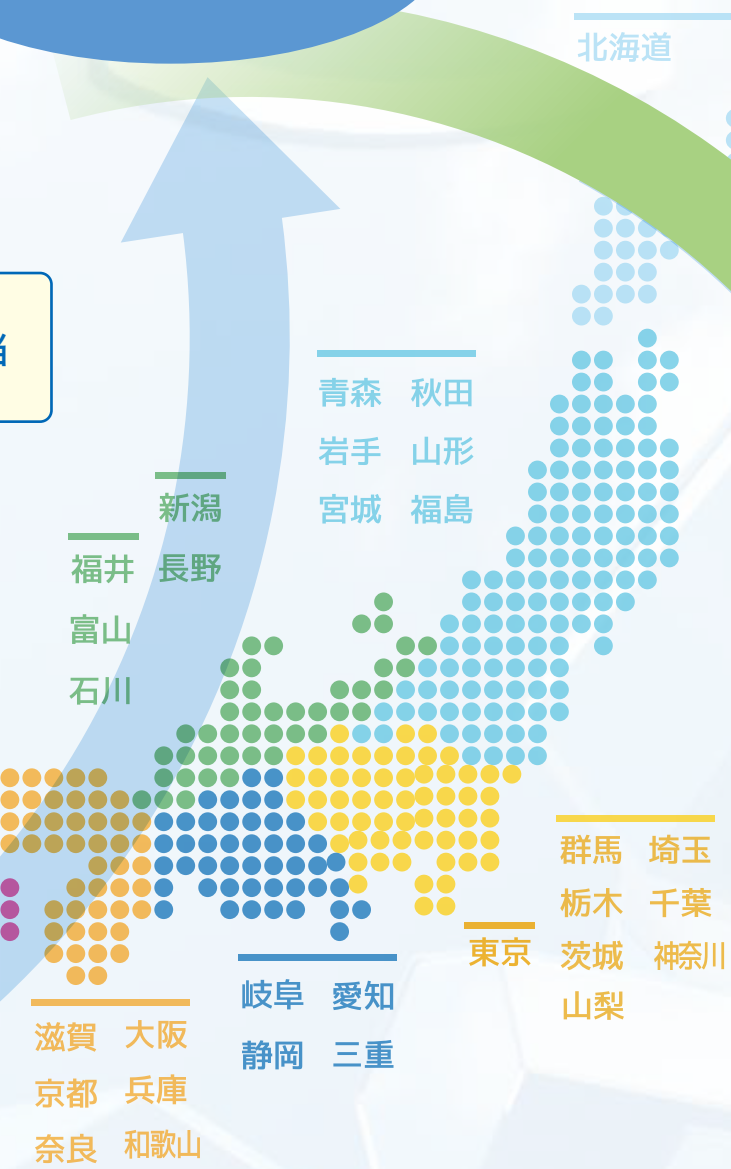 北海道
青森 秋田
岩手 山形
宮城 福島
新潟
長野
福井
富山
石川
群馬 埼玉
栃木 千葉
茨城 神奈川
山梨
東京
岐阜 愛知
静岡 三重
滋賀 大阪
京都 兵庫
奈良 和歌山